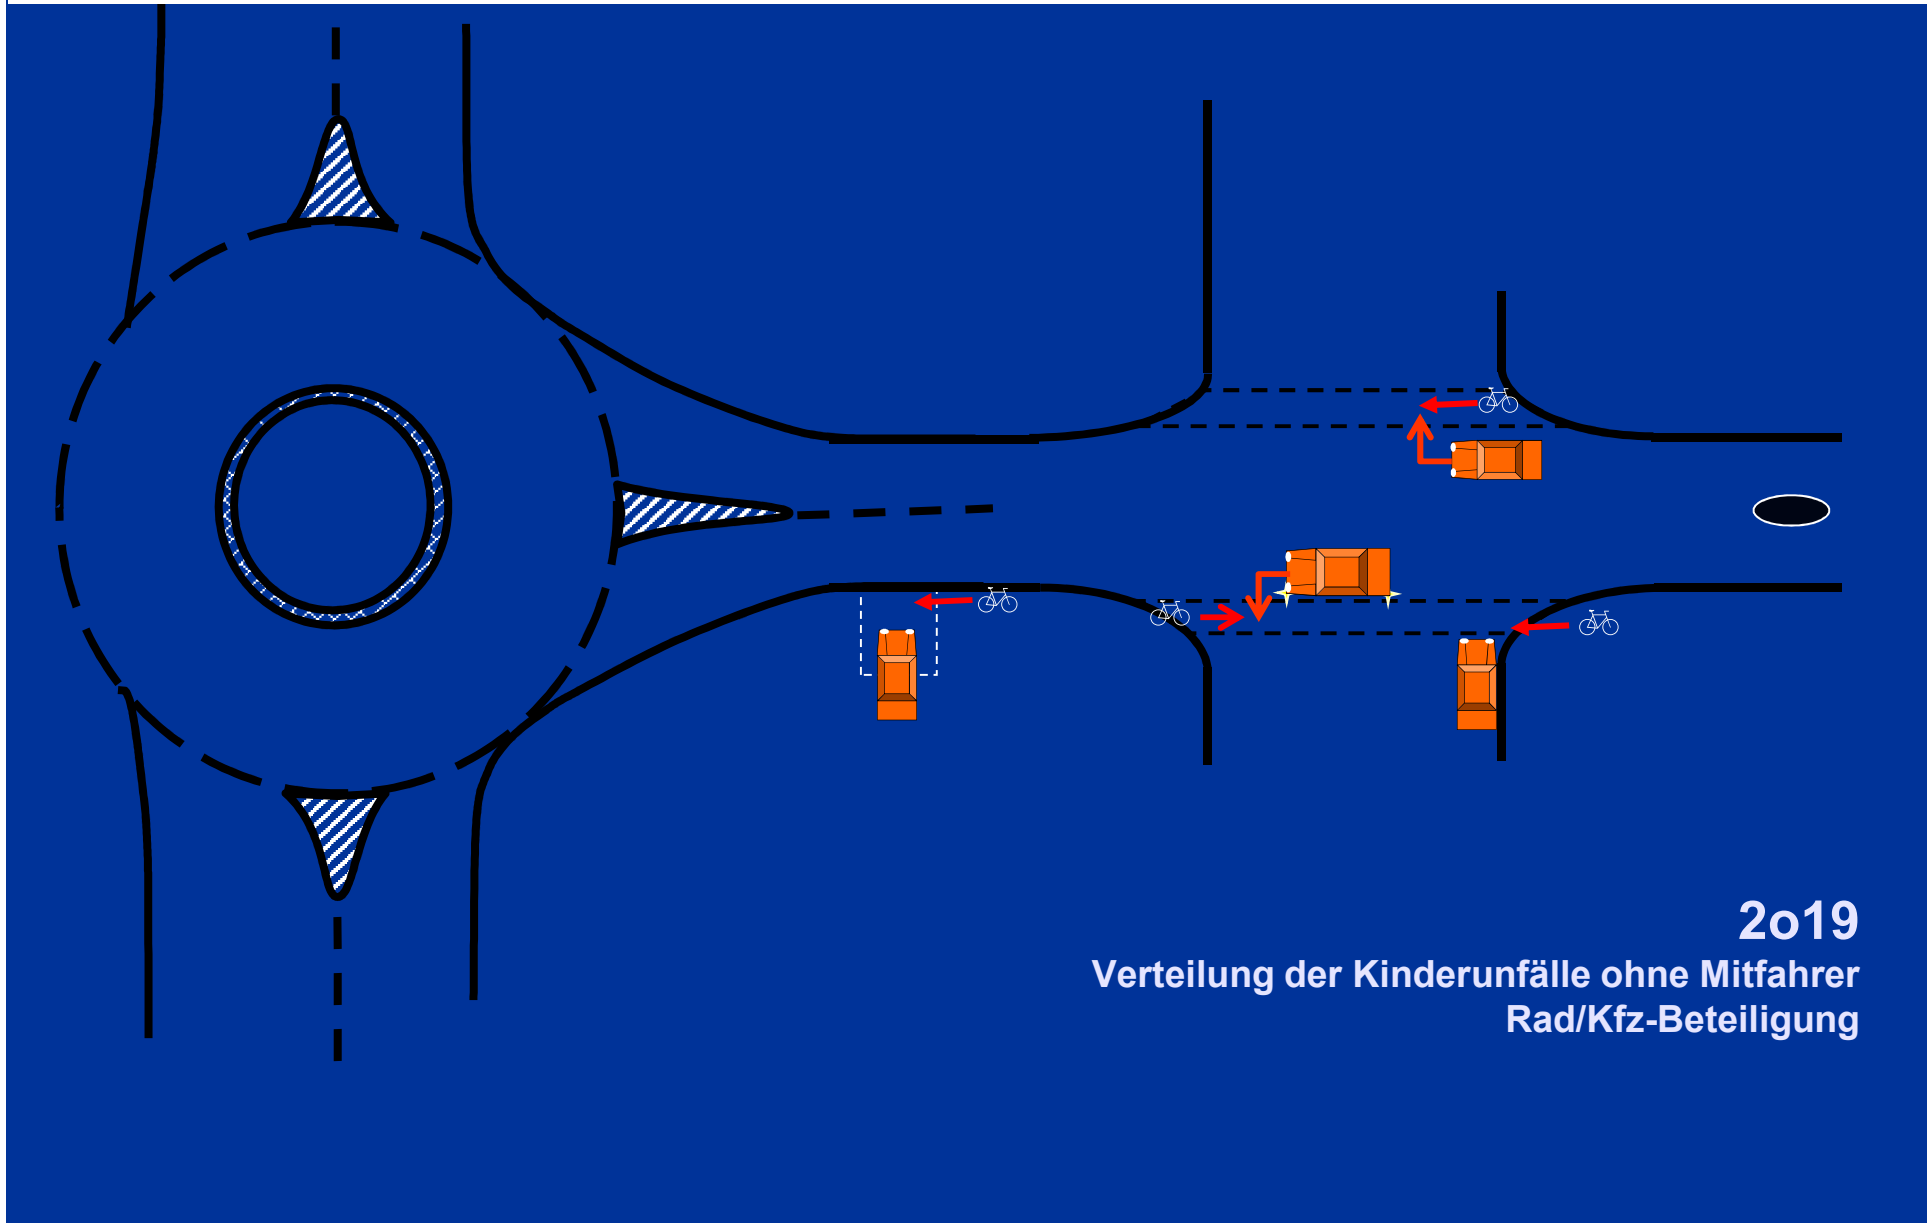 2o19
Verteilung der Kinderunfälle ohne Mitfahrer
Rad/Kfz-Beteiligung